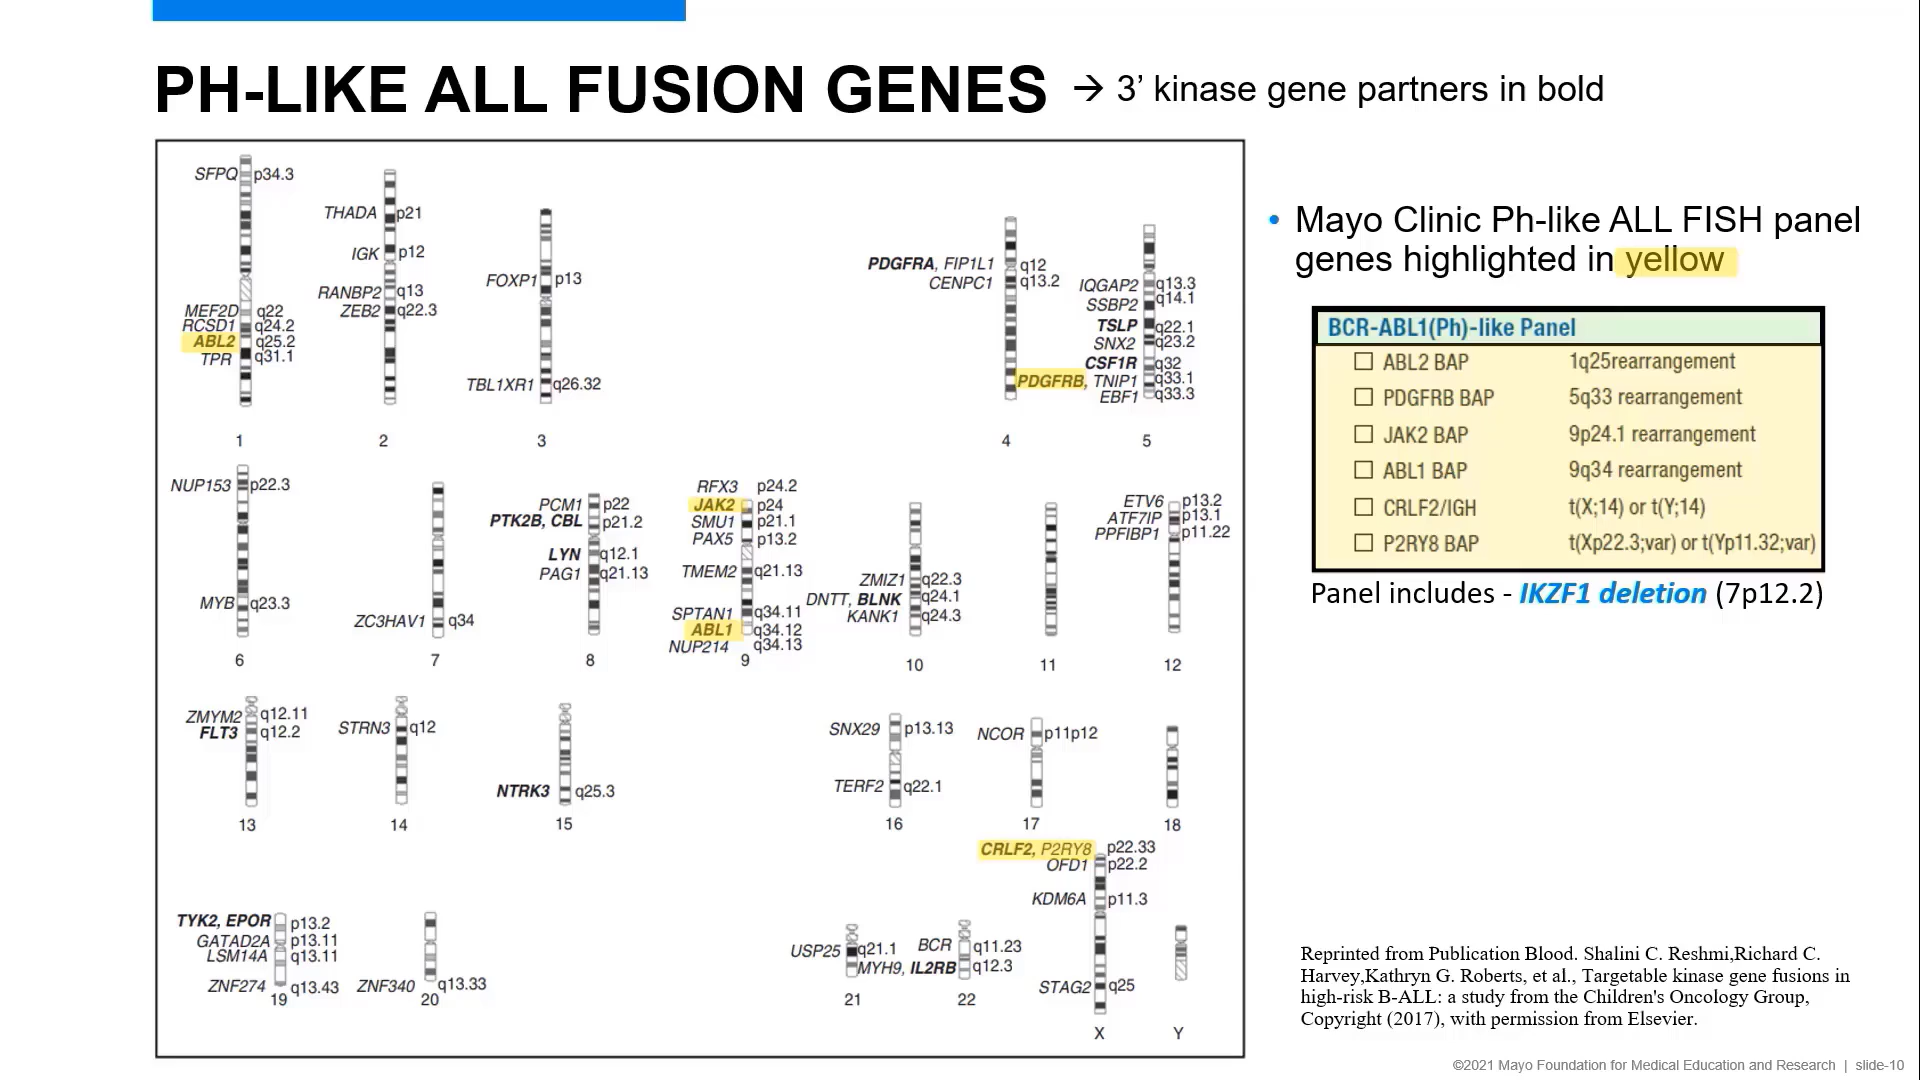 PH-LIKE ALL FUSION GENES → 3’ kinase gene partners in bold
SFPQ p34.3
MEF2D q22
RCSD1 q24.2
ABL2 q25.2
TPR q31.1
1
THADA p21
IGK p12
RANBP2 q13
ZEB2 q22.3
2
FOXP1 p13
TBL1XR1 q26.32
3
PDGFRA, FIP1L1 q12
CENPC1 q13.2
4
IQGAP2 q13.3
SSBP2 q14.1
TSLP q22.1
SNX2 q23.2
CSF1R q32
PDGFRB, TNIP1 q33.1
EBF1 q33.3
5
NUP153 p22.3
MYB q23.3
6
ZC3HAV1 q34
7
PCM1 p22
PTK2B, CBL p21.2
LYN q12.1
PAG1 q21.13
8
RFX3 p24.2
JAK2 p24
SMU1 p21.1
PAX5 p13.2
TMEM2 q21.13
SPTAN1 q34.11
ABL1 q34.12
NUP214 q34.13
9
ZMIZ1 q22.3
DNTT, BLNK q24.1
KANK1 q24.3
10
11
ETV6 p13.2
ATF7IP p13.1
PPFIBP1 p11.22
12
ZMYM2 q12.11
FLT3 q12.2
13
STRN3 q12
14
NTRK3 q25.3
15
SNX29 p13.13
TERF2 q22.1
16
NCOR p11p12
17
18
TYK2, EPOR p13.2
GATAD2A p13.11
LSM14A q13.11
ZNF274 q13.43
19
ZNF340 q13.33
20
USP25 q21.1
21
BCR q11.23
MYH9, IL2RB q12.3
22
CRLF2, P2RY8 p22.33
OFD1 p22.2
KDM6A p11.3
STAG2 q25
X
Y
• Mayo Clinic Ph-like ALL FISH panel
genes highlighted in yellow
BCR-ABL1(Ph)-like Panel
ABL2 BAP 1q25rearrangement
PDGFRB BAP 5q33 rearrangement
JAK2 BAP 9p24.1 rearrangement
ABL1 BAP 9q34 rearrangement
CRLF2/IGH t(X;14) or t(Y;14)
P2RY8 BAP t(Xp22.3;var) or t(Yp11.32;var)
Panel includes - IKZF1 deletion (7p12.2)
Reprinted from Publication Blood. Shalini C. Reshmi,Richard C.
Harvey,Kathryn G. Roberts, et al., Targetable kinase gene fusions in
high-risk B-ALL: a study from the Children's Oncology Group,
Copyright (2017), with permission from Elsevier.
©2021 Mayo Foundation for Medical Education and Research | slide-10